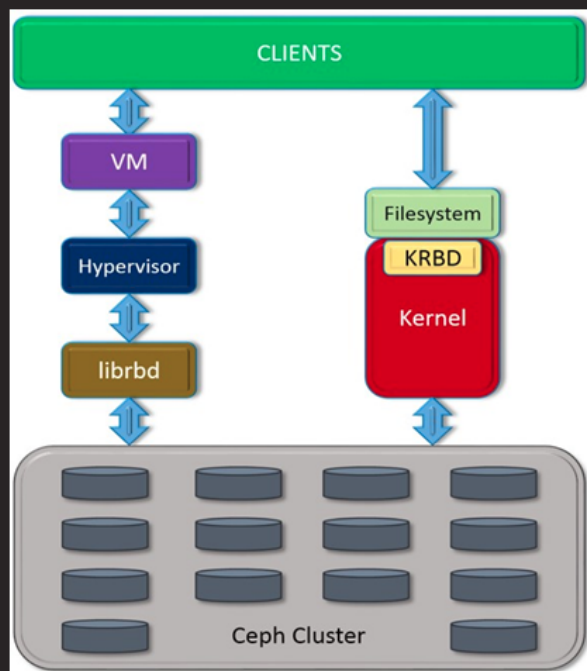 CLIENTS
VM
Filesystem
Hypervisor
KRBD
Kernel
librbd
Ceph Cluster